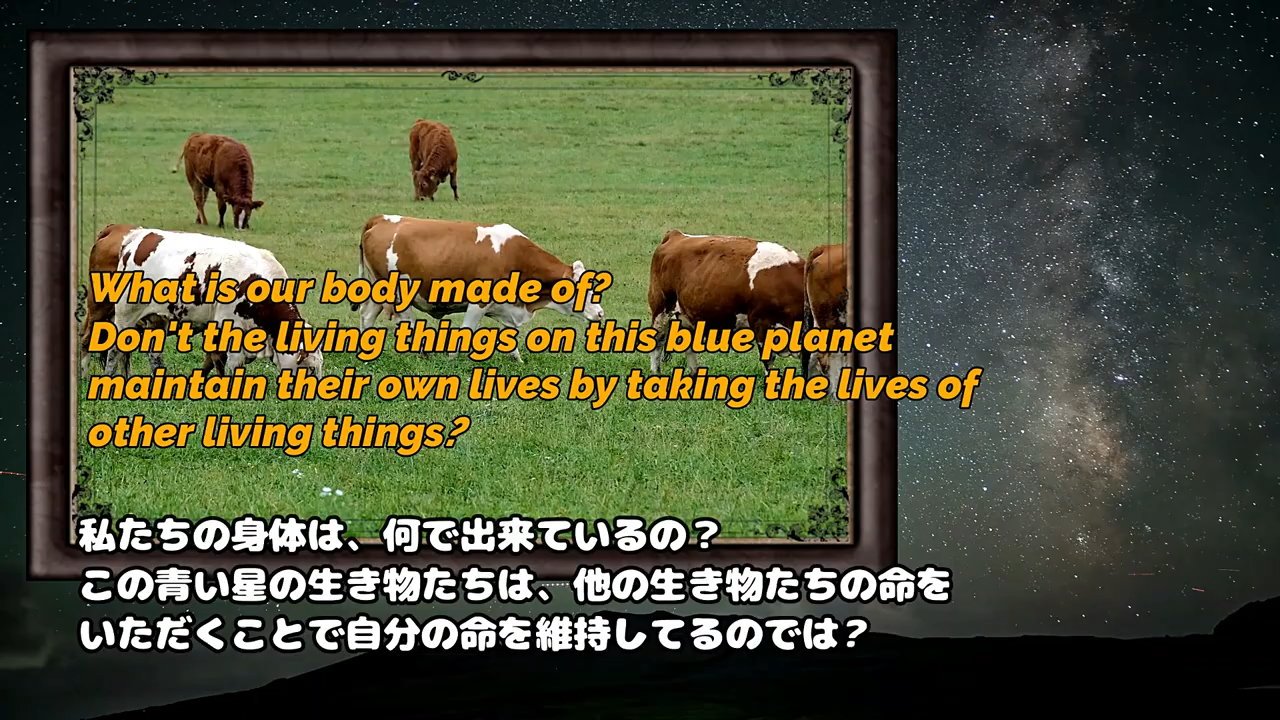 What is our body made of?
Don't the living things on this blue planet
maintain their own lives by taking the lives of
other living things?
私たちの身体は、何で出来ているの？
この青い星の生き物たちは、他の生き物たちの命を
いただくことで自分の命を維持してるのでは？